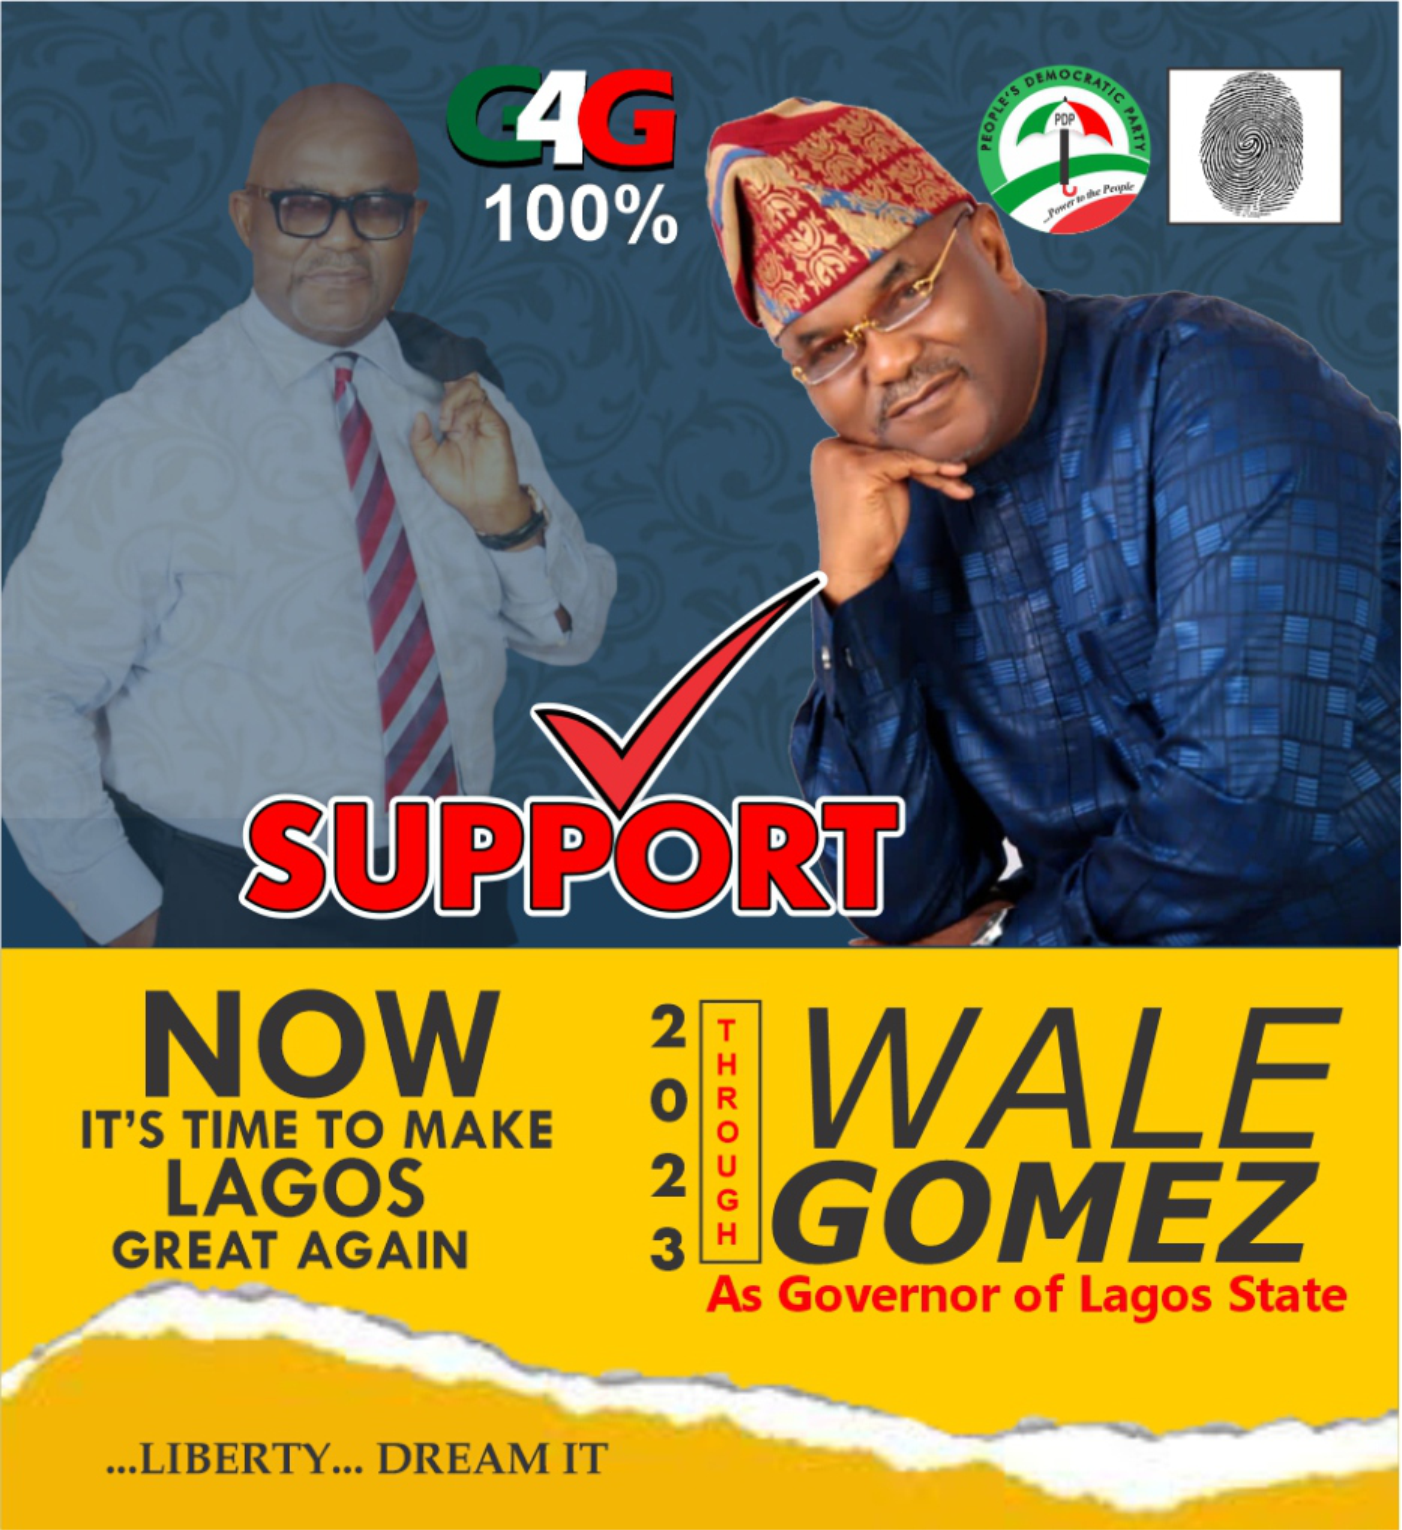 G4G
100%
PEOPLE'S DEMOCRATIC PARTY
PDP
...Power to the People
SUPPORT
NOW
IT'S TIME TO MAKE
LAGOS
GREAT AGAIN
2023
THROUGH
WALE
GOMEZ
As Governor of Lagos State
...LIBERTY... DREAM IT